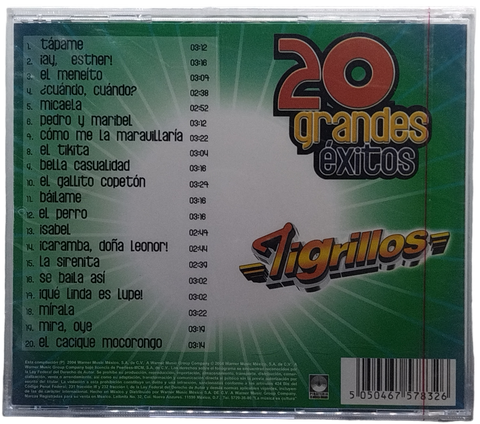 1. tápame 03:12
2. ¡ay, esther! 03:18
3. el meneíto 03:09
4. ¿cuándo, cuándo? 02:38
5. micaela 02:52
6. pedro y maribel 03:12
7. cómo me la maravillaría 03:22
8. el tikita 03:04
9. bella casualidad 03:16
10. el gallito copetón 03:29
11. báilame 03:16
12. el perro 03:16
13. isabel 02:49
14. ¡caramba, doña leonor! 02:44
15. la sirenita 02:39
16. se baila así 03:02
17. ¡qué linda es lupe! 03:02
18. mírala 03:22
19. mira, oye 03:19
20. el cacique mocorongo 03:14
20 grandes éxitos
Tigrillos
5 050467 578326